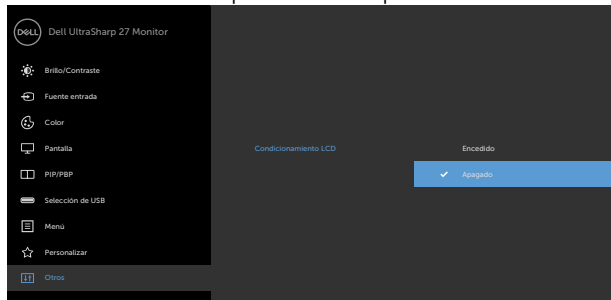 DELL Dell UltraSharp 27 Monitor
Brillo/Contraste
Fuente entrada
Color
Pantalla
Condicionamiento LCD
Encedido
PIP/PBP
Apagado
Selección de USB
Menú
Personalizar
Otros